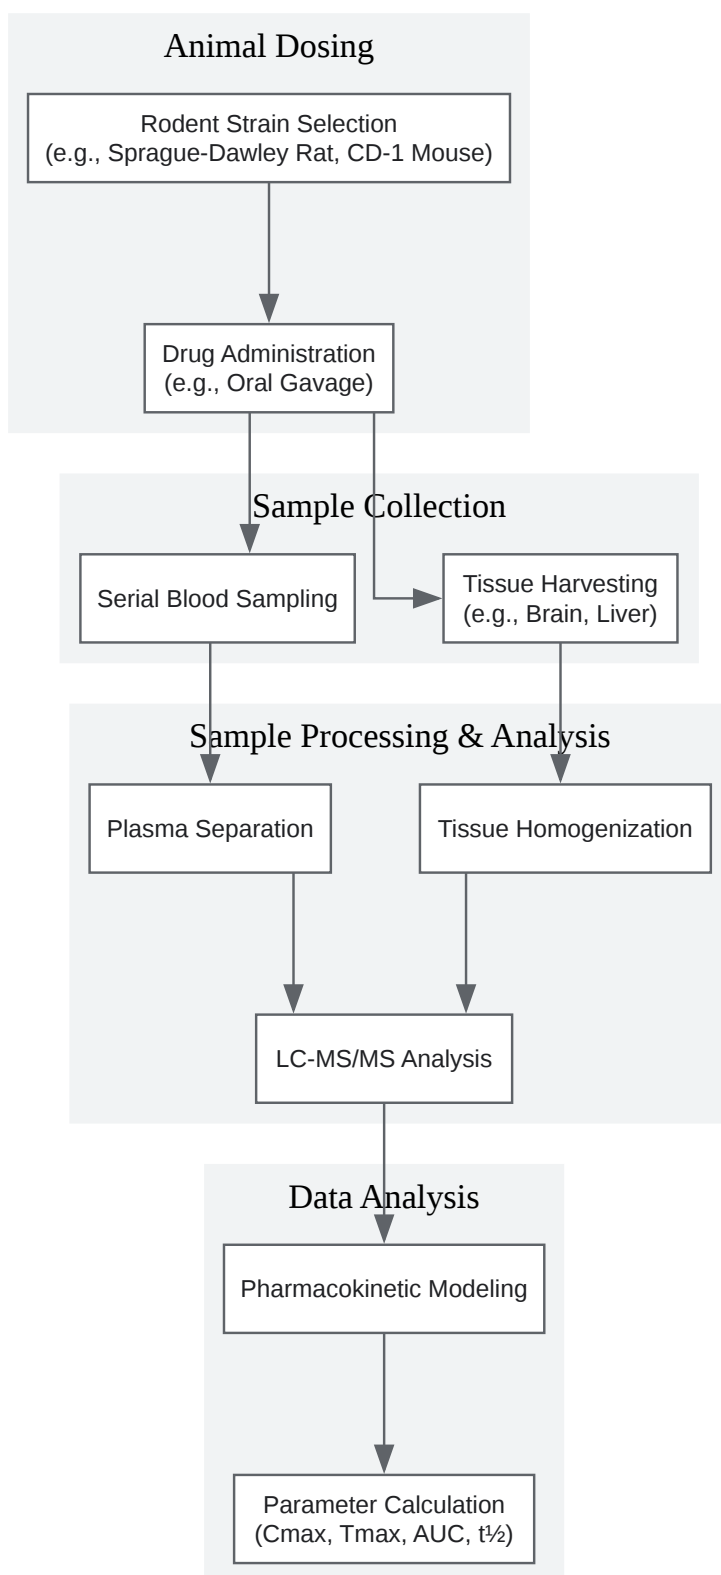 Animal Dosing
Rodent Strain Selection
(e.g., Sprague-Dawley Rat, CD-1 Mouse)
Drug Administration
(e.g., Oral Gavage)
Sample Collection
Serial Blood Sampling
Tissue Harvesting
(e.g., Brain, Liver)
Sample Processing & Analysis
Plasma Separation
Tissue Homogenization
LC-MS/MS Analysis
Data Analysis
Pharmacokinetic Modeling
Parameter Calculation
(Cmax, Tmax, AUC, t½)